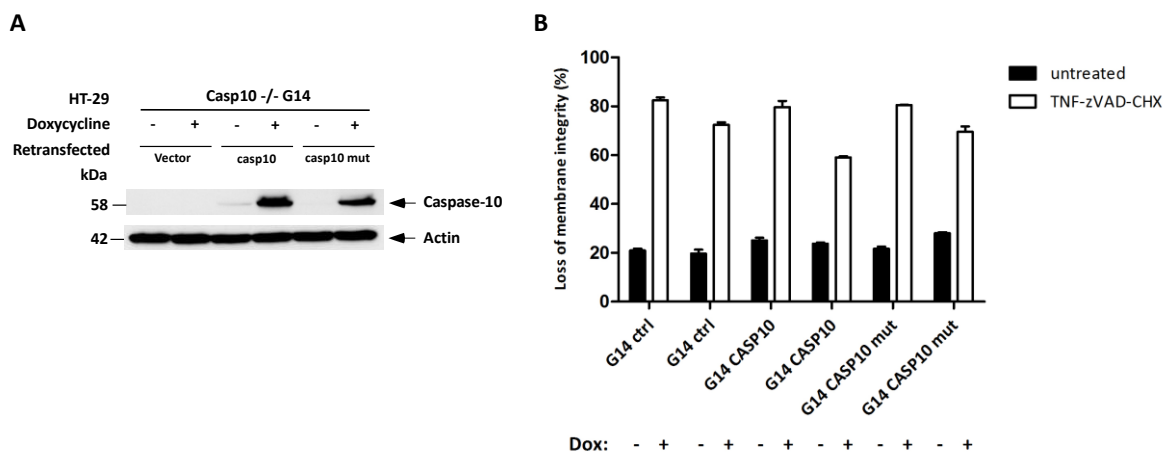 A
HT-29 Casp10 -/- G14
Doxycycline - + - + - +
Retransfected Vector casp10 casp10 mut
kDa
58 Caspase-10
42 Actin
B
Loss of membrane integrity (%)
100
80
60
40
20
0
untreated
TNF-zVAD-CHX
G14 ctrl
G14 ctrl
G14 CASP10
G14 CASP10
G14 CASP10 mut
G14 CASP10 mut
Dox: - + - + - + - + - + - +